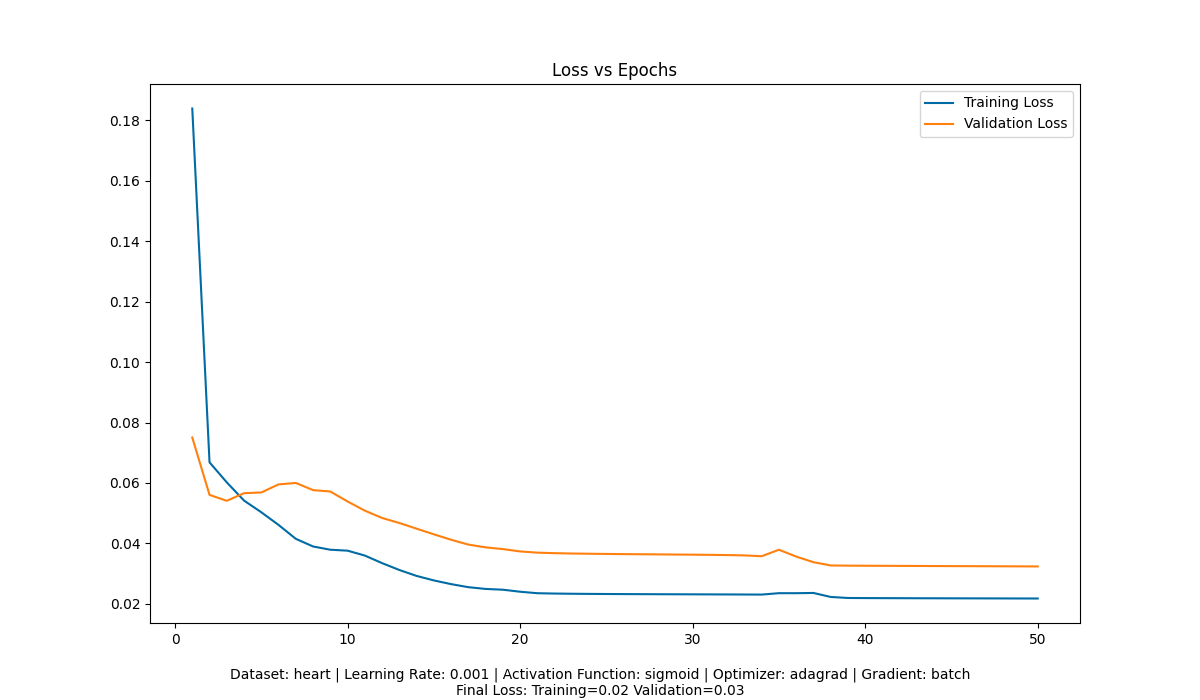 Loss vs Epochs
Training Loss
Validation Loss
0.18
0.16
0.14
0.12
0.10
0.08
0.06
0.04
0.02
0 10 20 30 40 50
Dataset: heart | Learning Rate: 0.001 | Activation Function: sigmoid | Optimizer: adagrad | Gradient: batch
Final Loss: Training=0.02 Validation=0.03